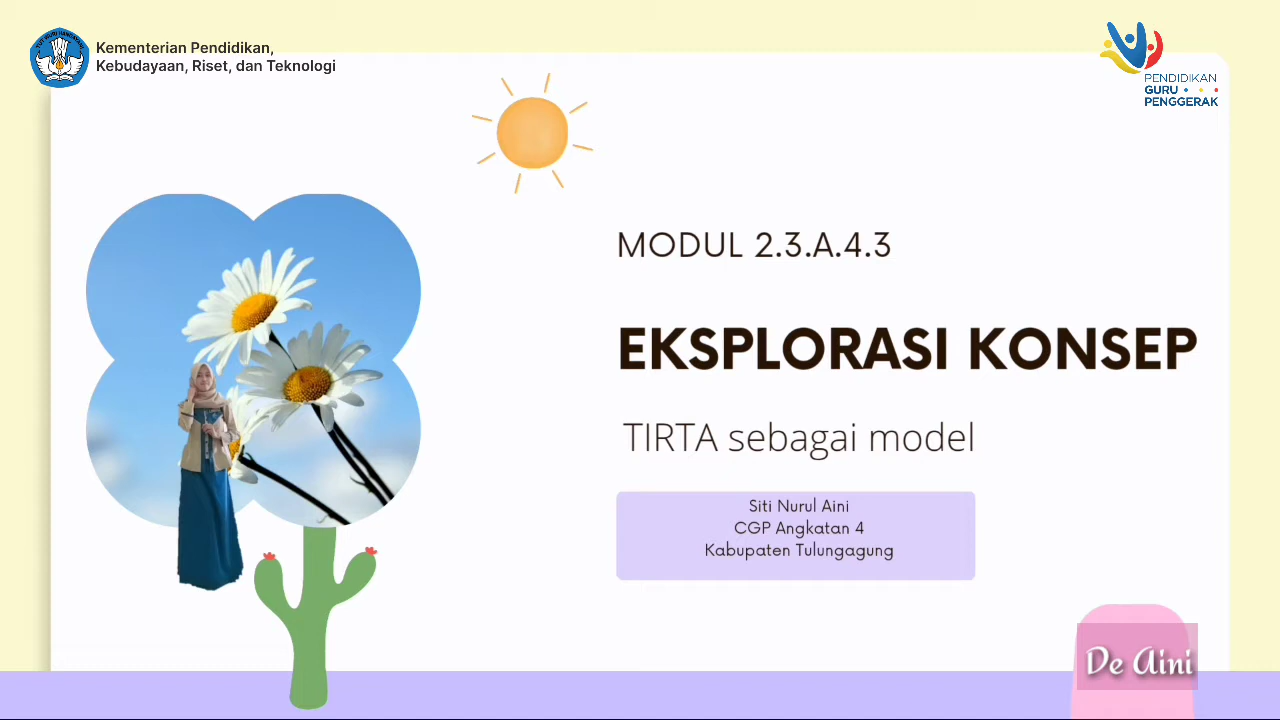 Kementerian Pendidikan,
Kebudayaan, Riset, dan Teknologi
PENDIDIKAN
GURU
PENGGERAK
MODUL 2.3.A.4.3
EKSPLORASI KONSEP
TIRTA sebagai model
Siti Nurul Aini
CGP Angkatan 4
Kabupaten Tulungagung
De Aini